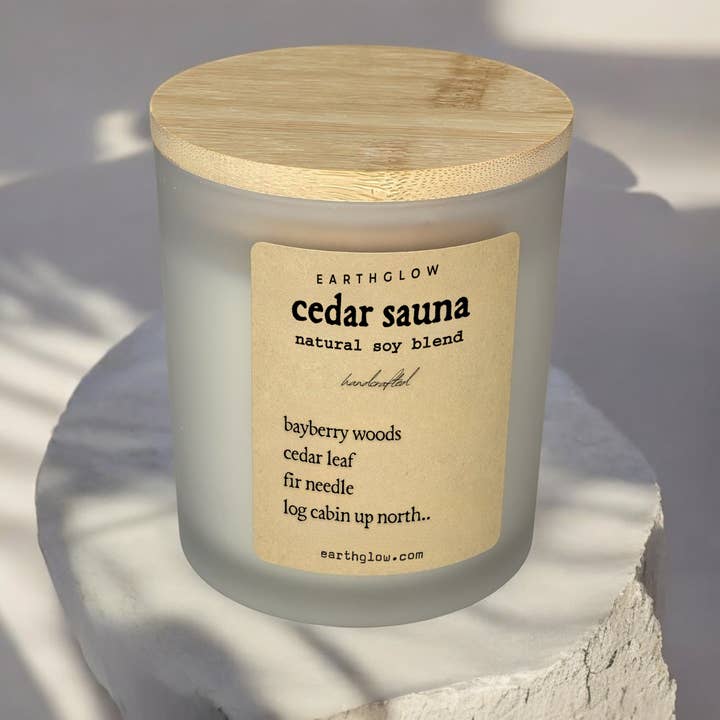 EARTHGLOW
cedar sauna
natural soy blend
handcrafted
bayberry woods
cedar leaf
fir needle
log cabin up north..
earthglow.com